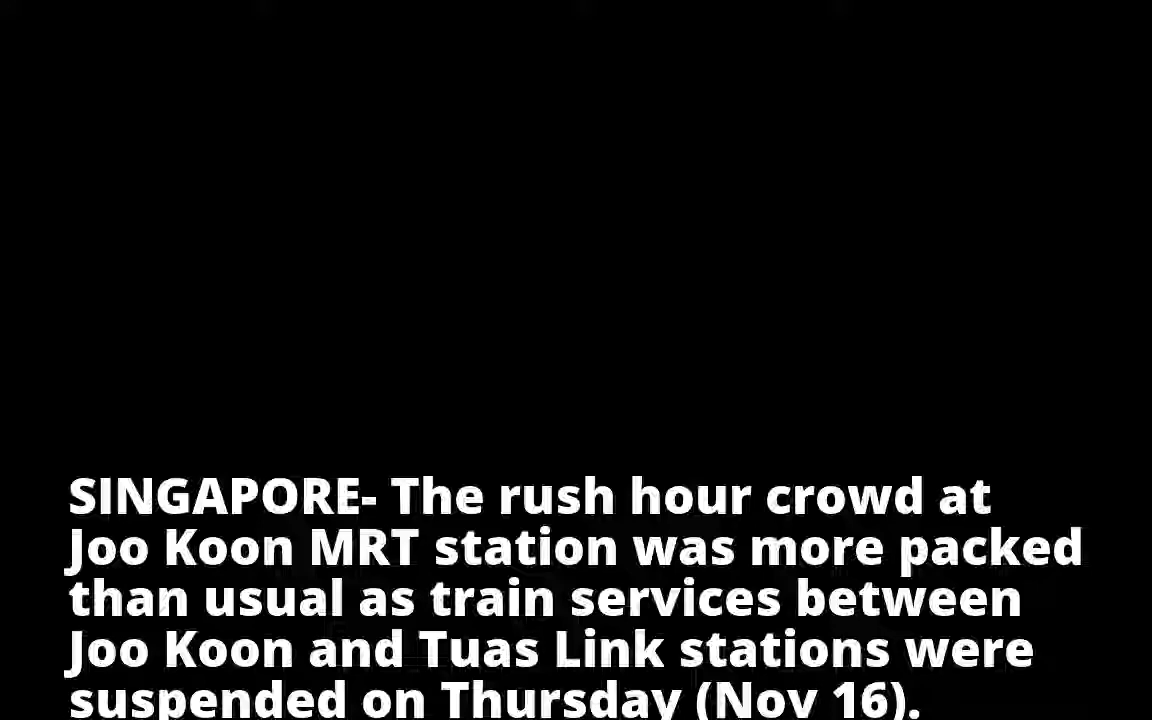 SINGAPORE- The rush hour crowd at
Joo Koon MRT station was more packed
than usual as train services between
Joo Koon and Tuas Link stations were
suspended on Thursday (Nov 16).